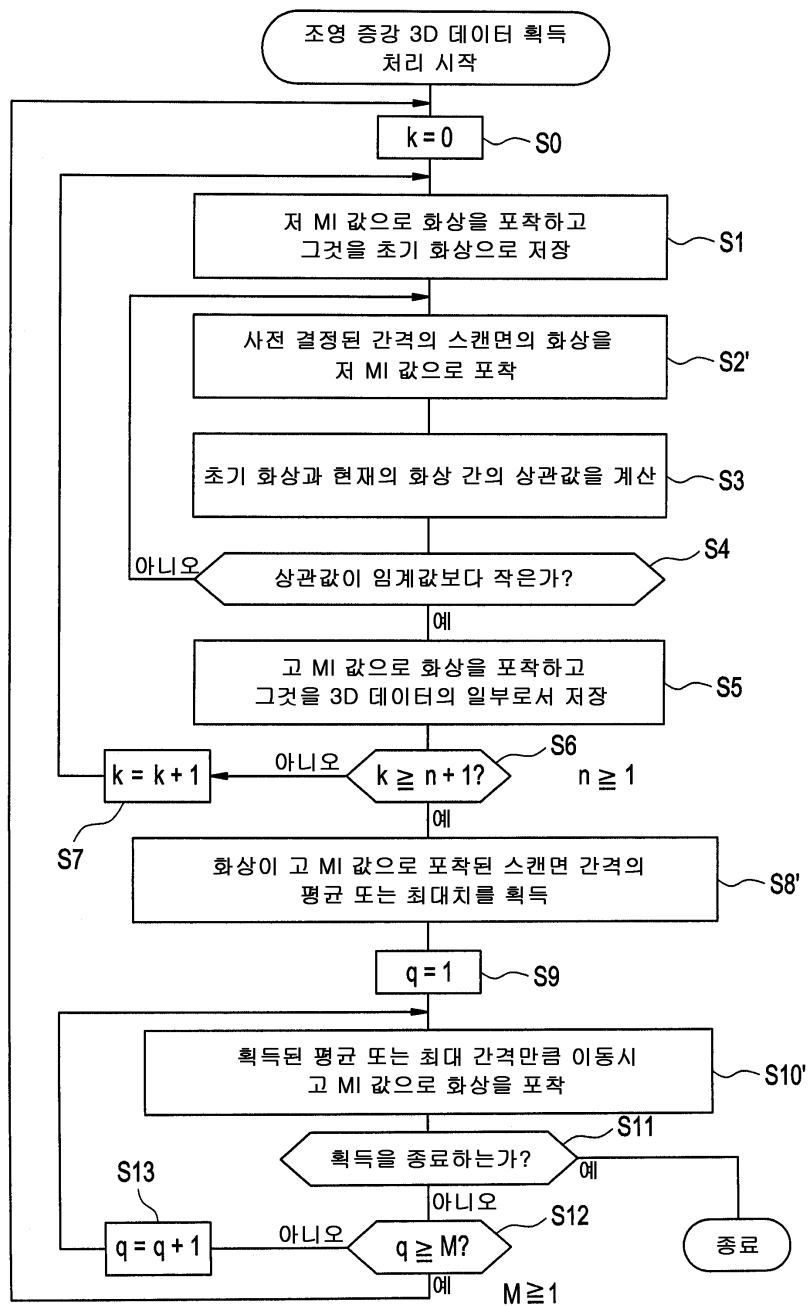 조영 증강 3D 데이터 획득
처리 시작
k = 0
S0
저 MI 값으로 화상을 포착하고
그것을 초기 화상으로 저장
S1
사전 결정된 간격의 스캔면의 화상을
저 MI 값으로 포착
S2'
초기 화상과 현재의 화상 간의 상관값을 계산
S3
S4
아니오
상관값이 임계값보다 작은가?
예
고 MI 값으로 화상을 포착하고
그것을 3D 데이터의 일부로서 저장
S5
S6
아니오
k = k + 1
k ≧ n + 1?
n ≧ 1
S7
예
화상이 고 MI 값으로 포착된 스캔면 간격의
평균 또는 최대치를 획득
S8'
q = 1
S9
획득된 평균 또는 최대 간격만큼 이동시
고 MI 값으로 화상을 포착
S10'
S11
획득을 종료하는가?
예
S13
아니오
S12
아니오
q = q + 1
q ≧ M?
종료
예
M ≧ 1